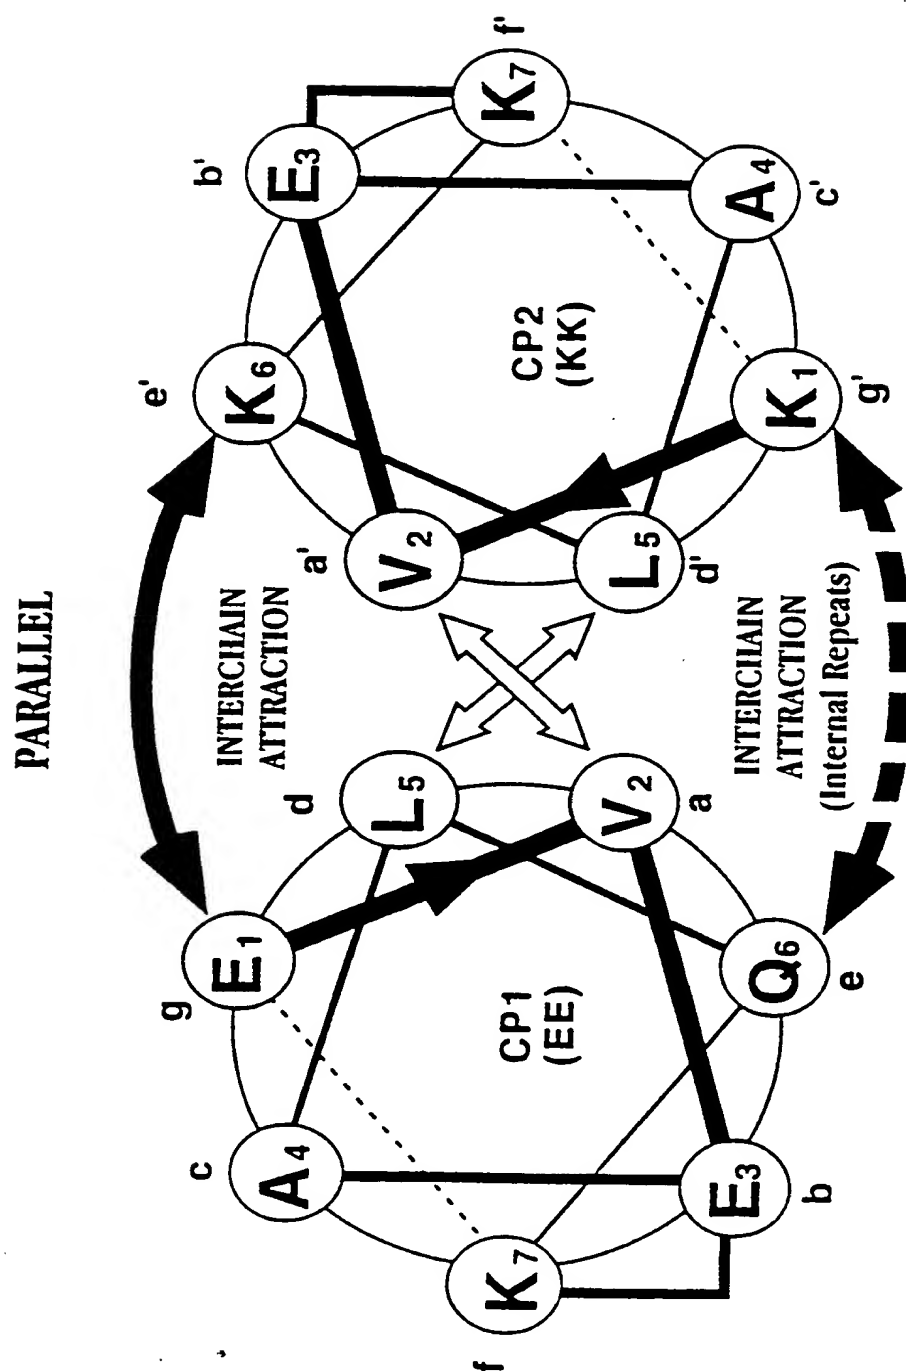 PARALLEL
e'
g
c
b'
E1
K6
INTERCHAIN
ATTRACTION
A4
E3
d
a'
L5
V2
f
K7
K7
f'
CP1
(EE)
CP2
(KK)
V2
L5
a
d'
E3
A4
INTERCHAIN
ATTRACTION
(Internal Repeats)
Q6
K1
b
c'
e
g'